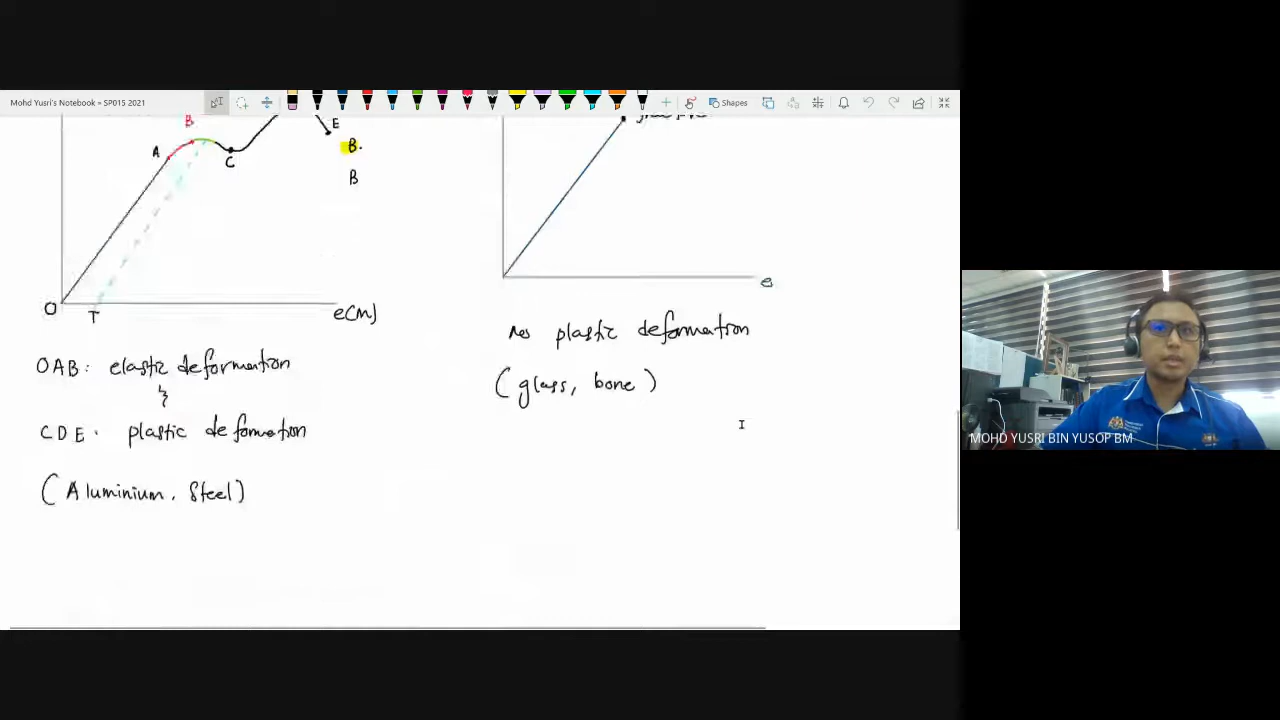 Mohd Yusri's Notebook » SP015 2021
Shapes
B
E
A
B.
C
B
O
T
e(m)
e
OAB: elastic deformation
no plastic deformation
(glass, bone)
CDE. plastic deformation
(Aluminium. Steel)
MOHD YUSRI BIN YUSOP BM